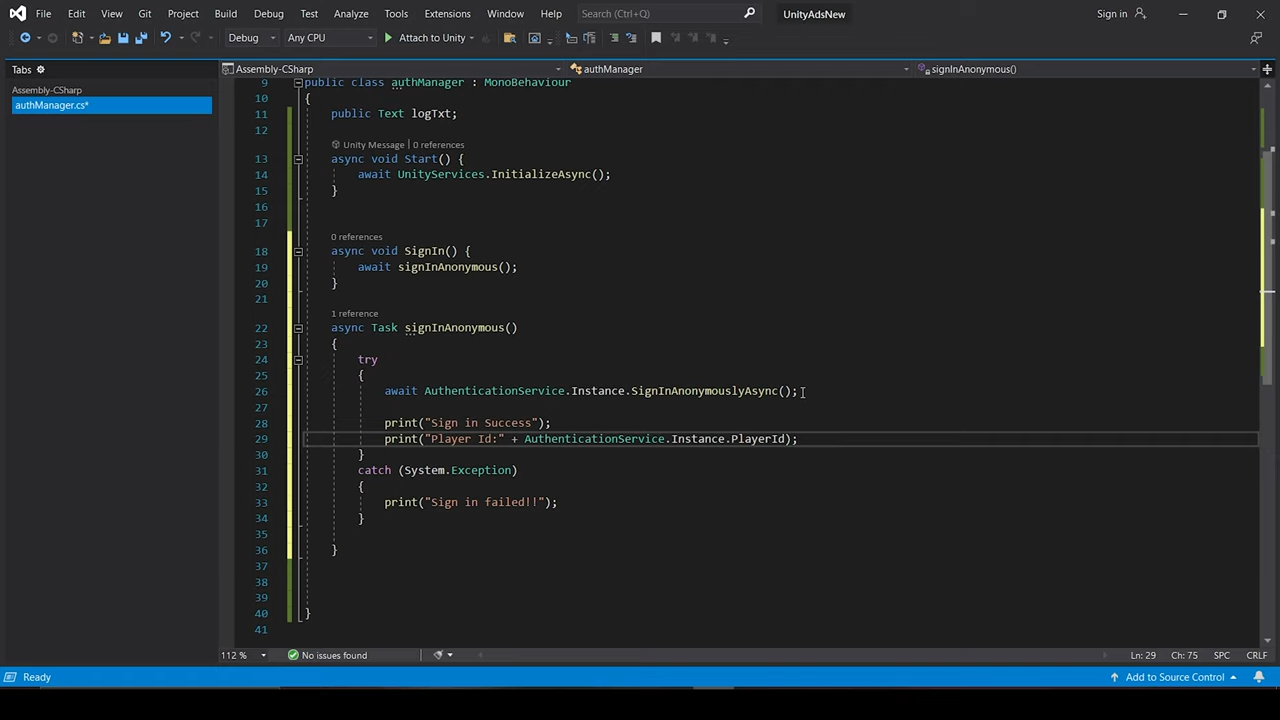 File Edit View Git Project Build Debug Test Analyze Tools Extensions Window Help Search (Ctrl+Q) UnityAdsNew Sign in
Debug Any CPU Attach to Unity
Tabs
Assembly-CSharp authManager signInAnonymous()
Assembly-CSharp
authManager.cs*
9 public class authManager : MonoBehaviour
10 {
11 public Text logTxt;
12
Unity Message | 0 references
13 async void Start() {
14 await UnityServices.InitializeAsync();
15 }
16
17
0 references
18 async void SignIn() {
19 await signInAnonymous();
20 }
21
1 reference
22 async Task signInAnonymous()
23 {
24 try
25 {
26 await AuthenticationService.Instance.SignInAnonymouslyAsync();
27
28 print("Sign in Success");
29 print("Player Id:" + AuthenticationService.Instance.PlayerId);
30 }
31 catch (System.Exception)
32 {
33 print("Sign in failed!!");
34 }
35
36 }
37
38
39
40 }
41
112 % No issues found Ln: 29 Ch: 75 SPC CRLF
Ready Add to Source Control